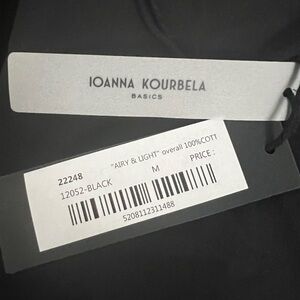 IOANNA KOURBELA
BASICS
22248 "AIRY & LIGHT" overall 100%COTT
12052-BLACK M PRICE :
5208112311488